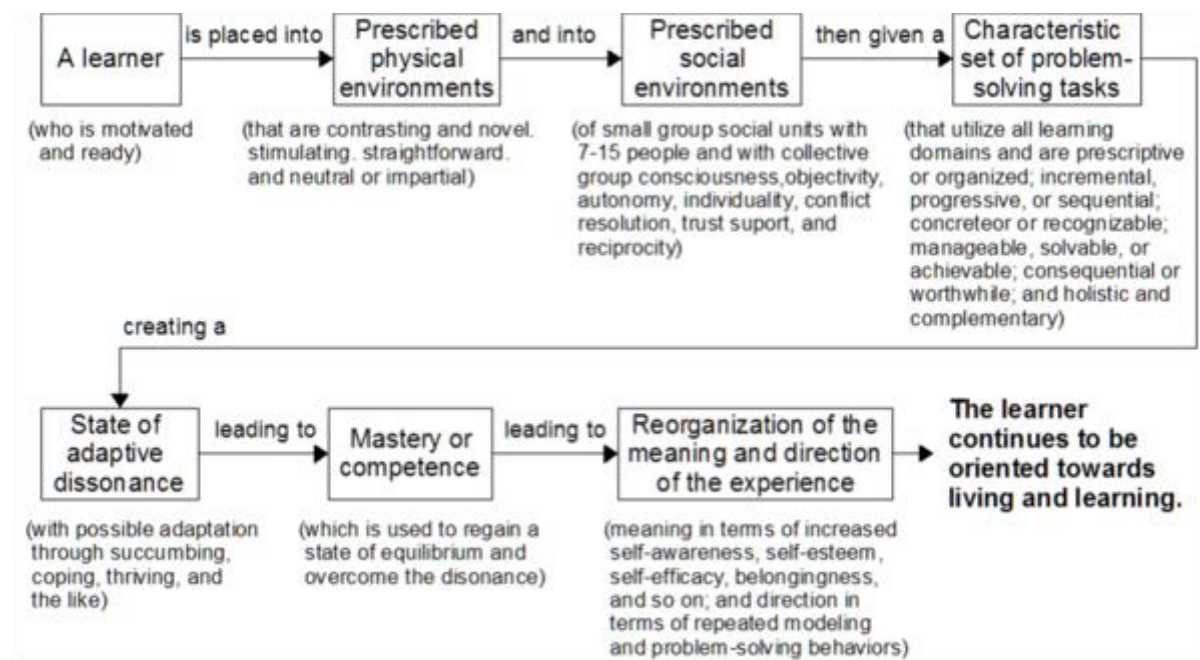 A learner
is placed into
Prescribed
physical
environments
and into
Prescribed
social
environments
then given a
Characteristic
set of problem-
solving tasks
(who is motivated
and ready)
(that are contrasting and novel.
stimulating. straightforward.
and neutral or impartial)
(of small group social units with
7-15 people and with collective
group consciousness,objectivity,
autonomy, individuality, conflict
resolution, trust suport, and
reciprocity)
(that utilize all learning
domains and are prescriptive
or organized; incremental,
progressive, or sequential;
concreteor or recognizable;
manageable, solvable, or
achievable; consequential or
worthwhile; and holistic and
complementary)
creating a
State of
adaptive
dissonance
leading to
Mastery or
competence
leading to
Reorganization of the
meaning and direction
of the experience
The learner
continues to be
oriented towards
living and learning.
(with possible adaptation
through succumbing,
coping, thriving, and
the like)
(which is used to regain a
state of equilibrium and
overcome the disonance)
(meaning in terms of increased
self-awareness, self-esteem,
self-efficacy, belongingness,
and so on; and direction in
terms of repeated modeling
and problem-solving behaviors)